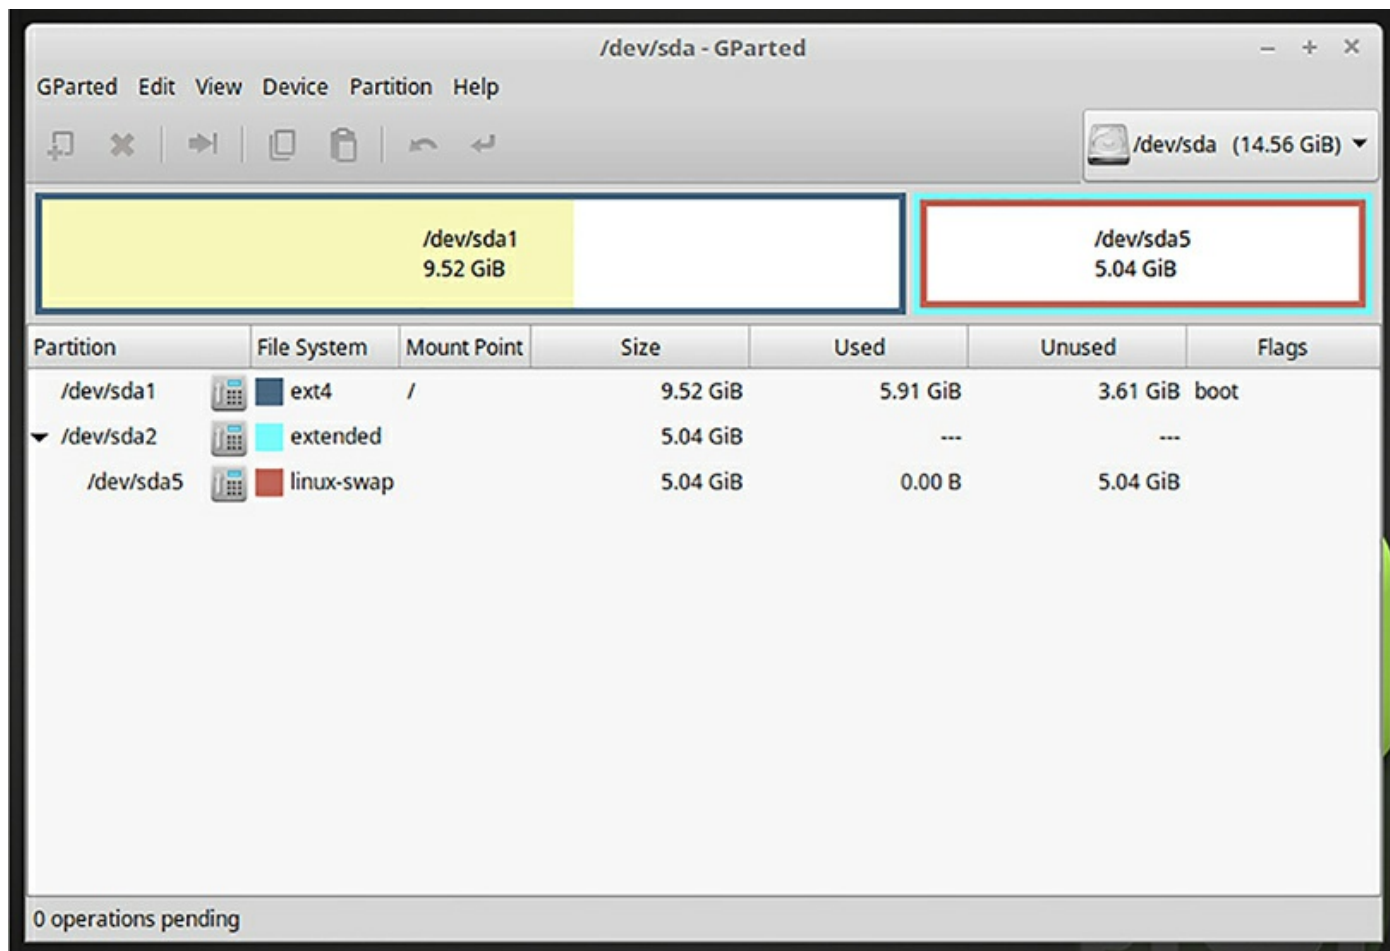 /dev/sda - GParted
GParted Edit View Device Partition Help
/dev/sda (14.56 GiB)
/dev/sda1
9.52 GiB
/dev/sda5
5.04 GiB
Partition File System Mount Point Size Used Unused Flags
/dev/sda1 ext4 / 9.52 GiB 5.91 GiB 3.61 GiB boot
/dev/sda2 extended 5.04 GiB --- ---
/dev/sda5 linux-swap 5.04 GiB 0.00 B 5.04 GiB
0 operations pending